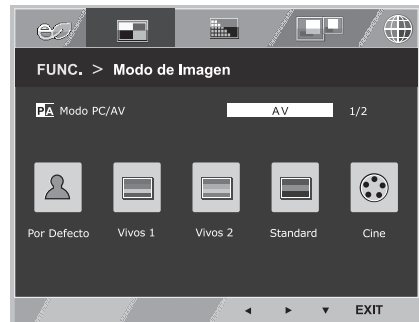 FUNC. > Modo de Imagen
PA Modo PC/AV AV 1/2
Por Defecto Vivos 1 Vivos 2 Standard Cine
◄ ► ▼ EXIT